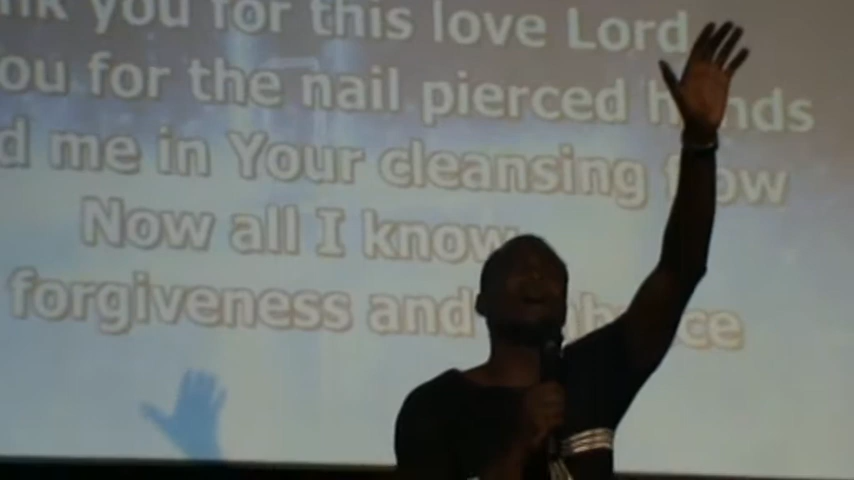 you for this love Lord
for the nail pierced
me in Your cleansing
Now all I know
forgiveness and